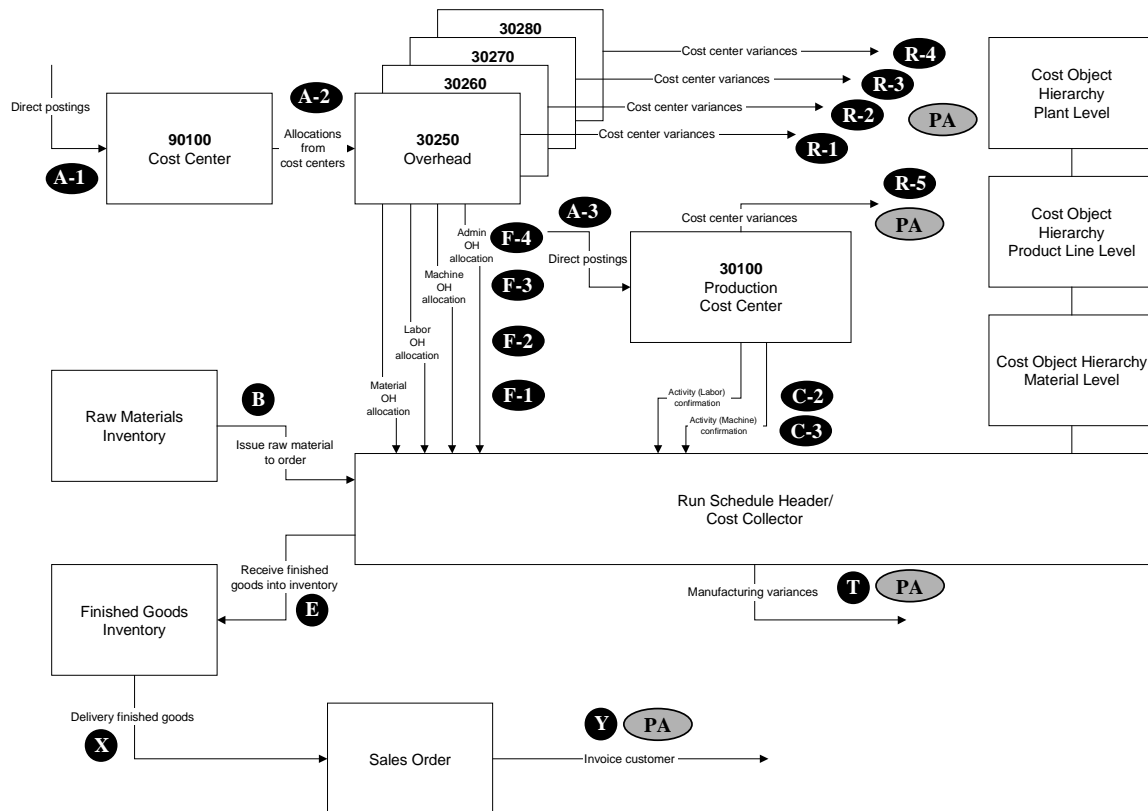 30280
30270
30260
30250
Overhead
Cost center variances
R-4
Cost center variances
R-3
Cost center variances
R-2
PA
Cost center variances
R-1
Direct postings
A-1
90100
Cost Center
A-2
Allocations
from
cost centers
Cost Object
Hierarchy
Plant Level
R-5
Cost center variances
PA
Cost Object
Hierarchy
Product Line Level
A-3
Admin
OH
allocation
F-4
Direct postings
Machine
OH
allocation
F-3
30100
Production
Cost Center
Labor
OH
allocation
F-2
Material
OH
allocation
F-1
Cost Object Hierarchy
Material Level
Activity (Labor)
confirmation
C-2
Activity (Machine)
confirmation
C-3
Raw Materials
Inventory
B
Issue raw material
to order
Run Schedule Header/
Cost Collector
Receive finished
goods into inventory
E
Manufacturing variances
T
PA
Finished Goods
Inventory
Delivery finished goods
X
Sales Order
Y
PA
Invoice customer